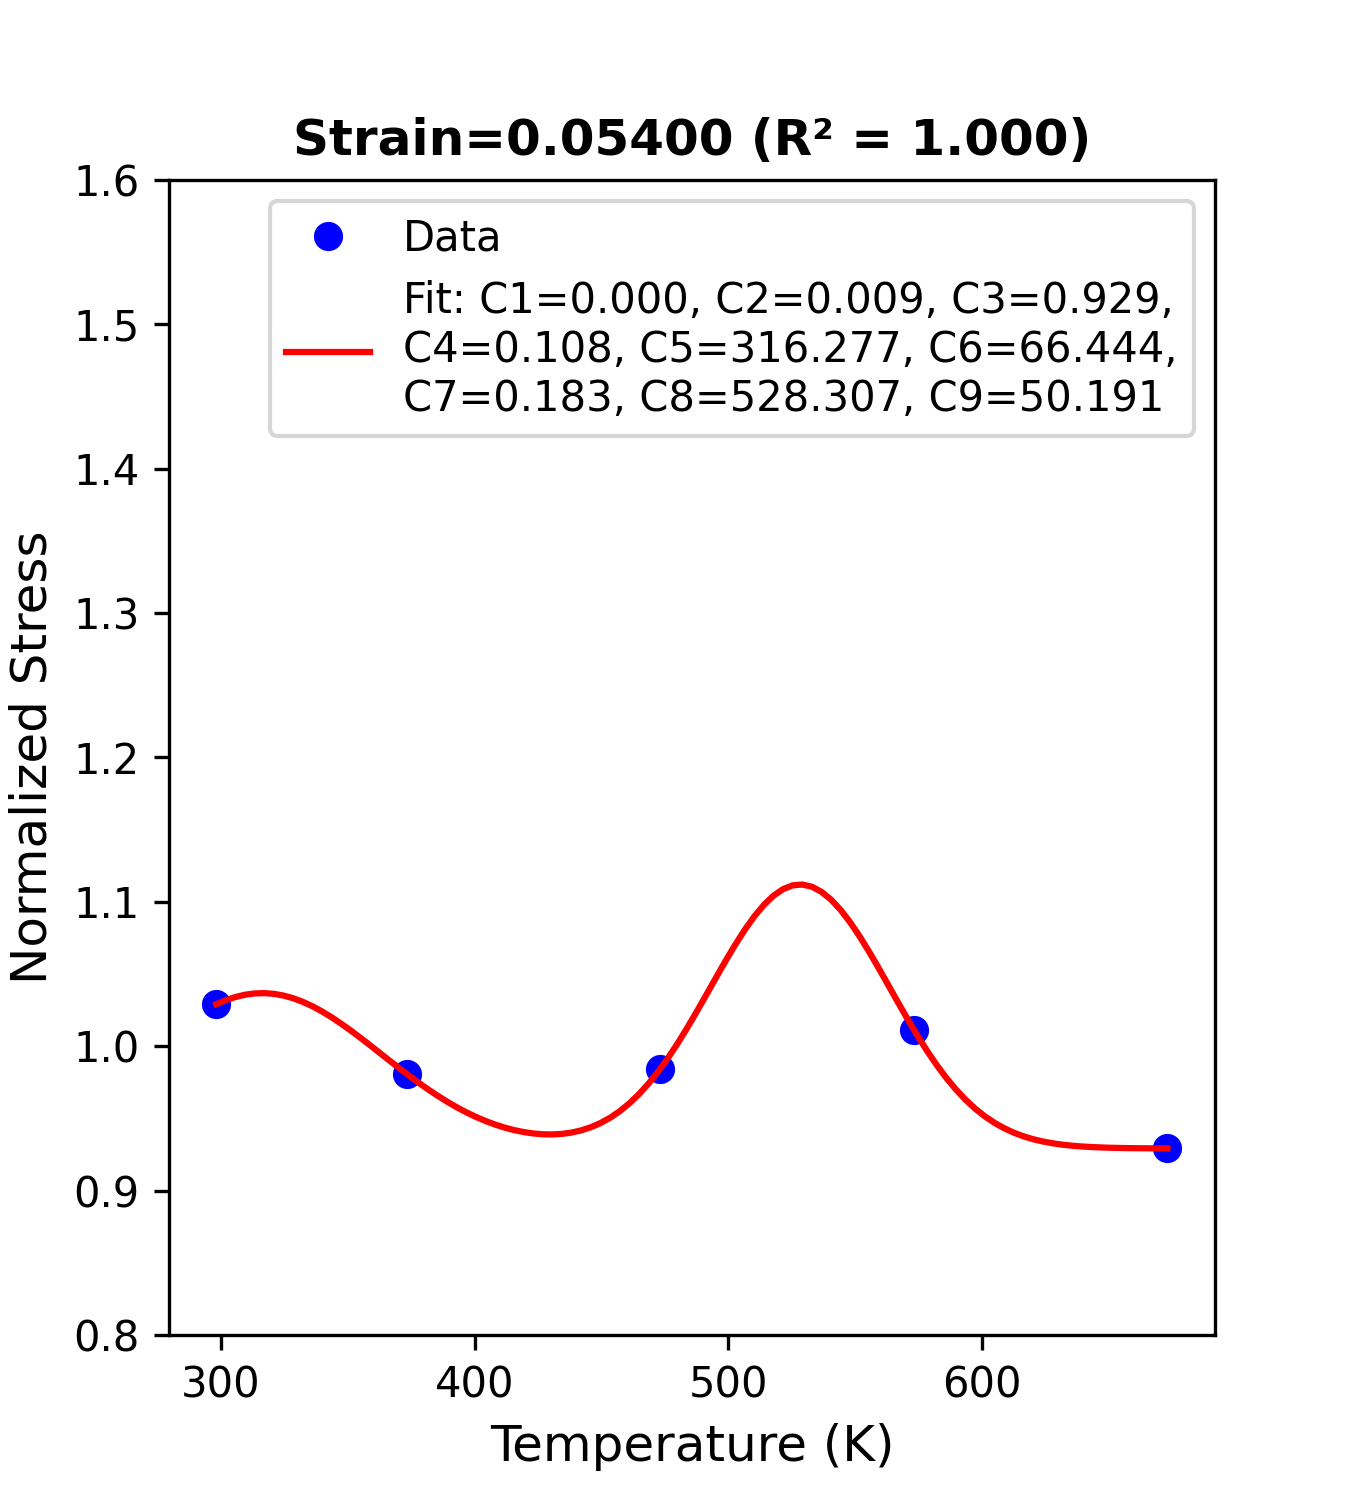 Strain=0.05400 (R² = 1.000)
1.6
1.5
1.4
1.3
1.2
1.1
1.0
0.9
0.8
Normalized Stress
Data
Fit: C1=0.000, C2=0.009, C3=0.929,
C4=0.108, C5=316.277, C6=66.444,
C7=0.183, C8=528.307, C9=50.191
300 400 500 600
Temperature (K)